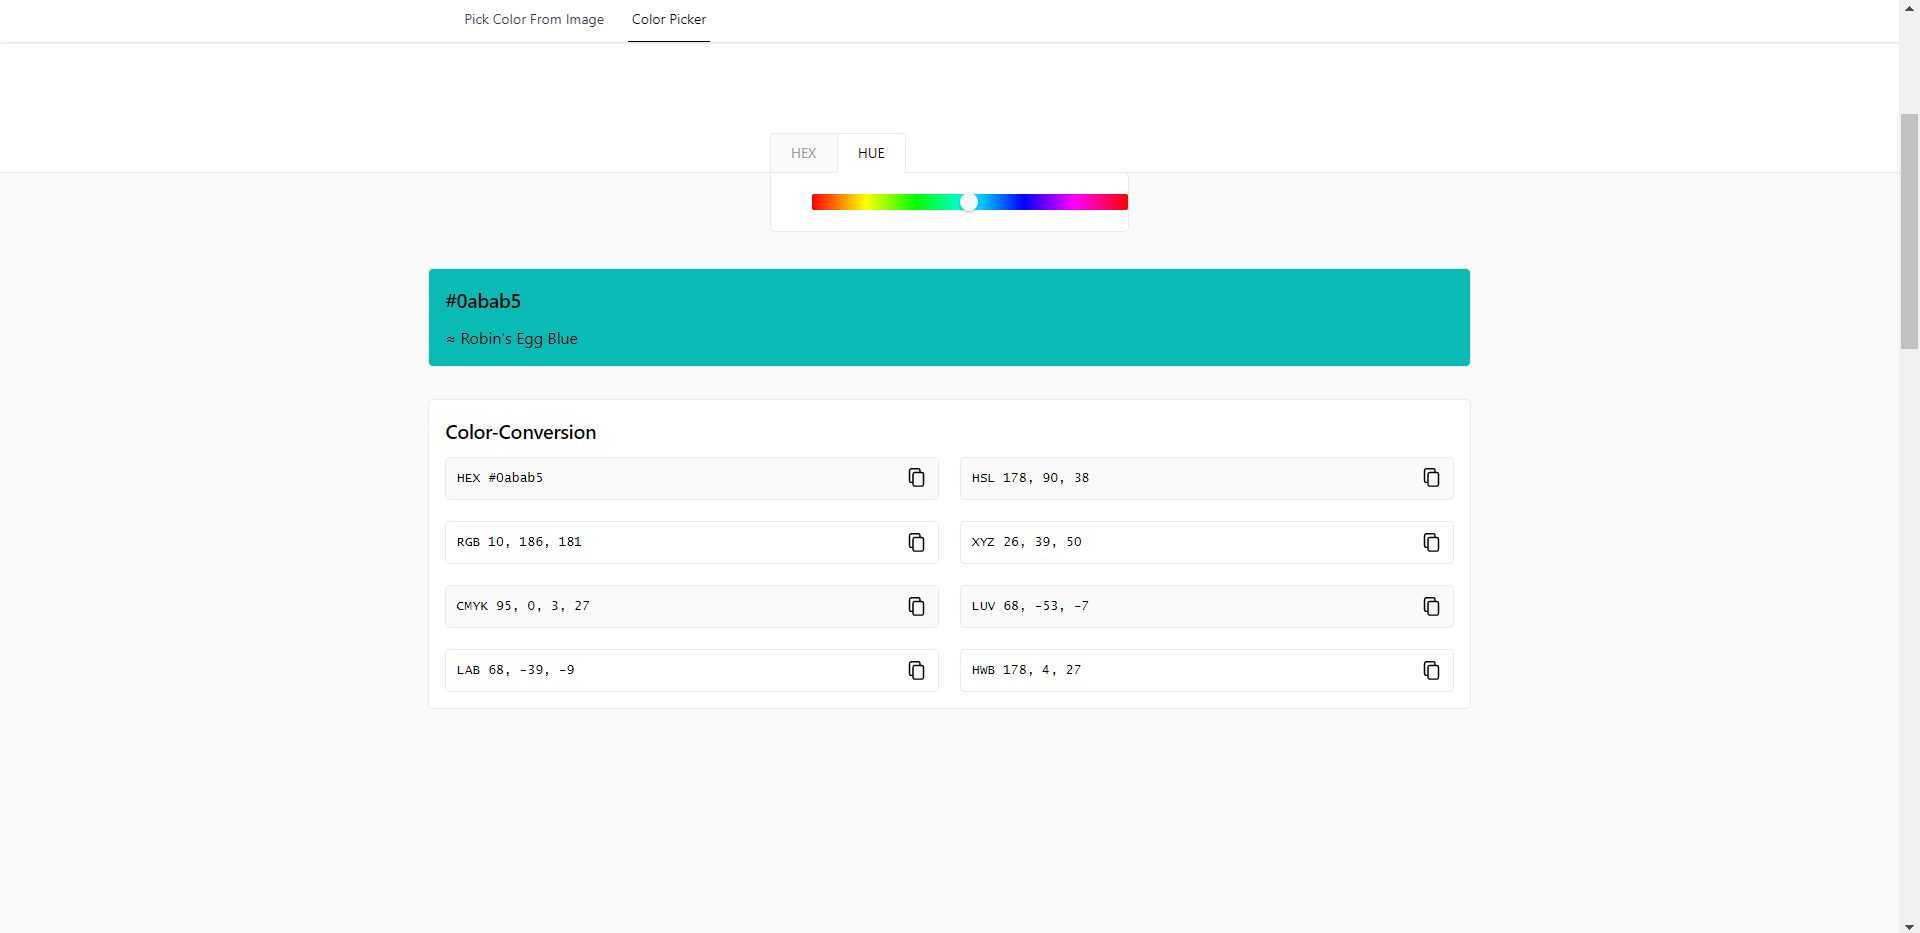 Pick Color From Image
Color Picker
HEX
HUE
#0abab5
≈ Robin's Egg Blue
Color-Conversion
HEX #0abab5
HSL 178, 90, 38
RGB 10, 186, 181
XYZ 26, 39, 50
CMYK 95, 0, 3, 27
LUV 68, -53, -7
LAB 68, -39, -9
HWB 178, 4, 27